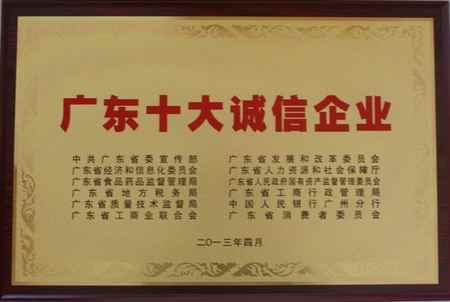 广东十大诚信企业
中共广东省委宣传部 广东省发展和改革委员会
广东省经济和信息化委员会 广东省人力资源和社会保障厅
广东省食品药品监督管理局 广东省人民政府国有资产监督管理委员会
广东省地方税务局 广东省工商行政管理局
广东省质量技术监督局 中国人民银行广州分行
广东省工商业联合会 广东省消费者委员会
二〇一三年四月